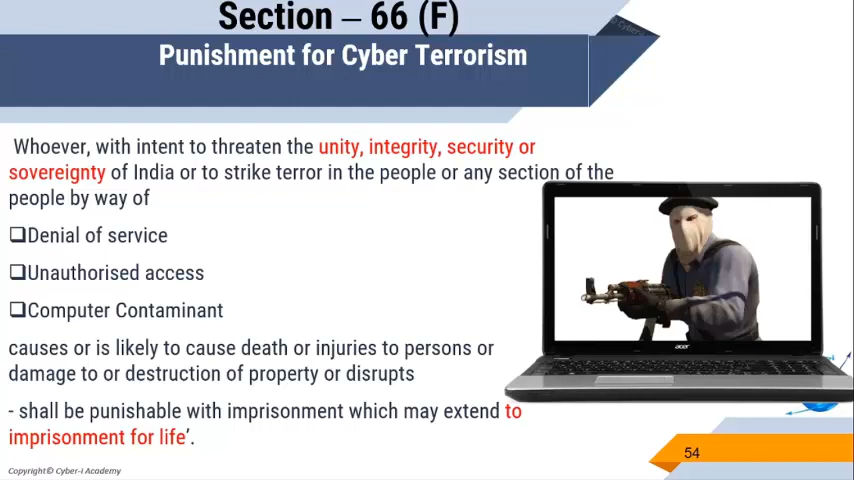 Section – 66 (F)
Punishment for Cyber Terrorism
Whoever, with intent to threaten the unity, integrity, security or
sovereignty of India or to strike terror in the people or any section of the
people by way of
❑Denial of service
❑Unauthorised access
❑Computer Contaminant
causes or is likely to cause death or injuries to persons or
damage to or destruction of property or disrupts
- shall be punishable with imprisonment which may extend to
imprisonment for life’.
acer
54
Copyright© Cyber-i Academy